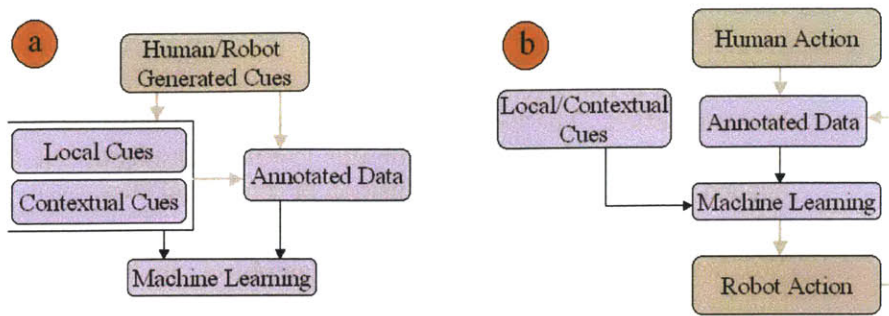 a
Human/Robot
Generated Cues
Local Cues
Contextual Cues
Annotated Data
Machine Learning
b
Human Action
Local/Contextual
Cues
Annotated Data
Machine Learning
Robot Action